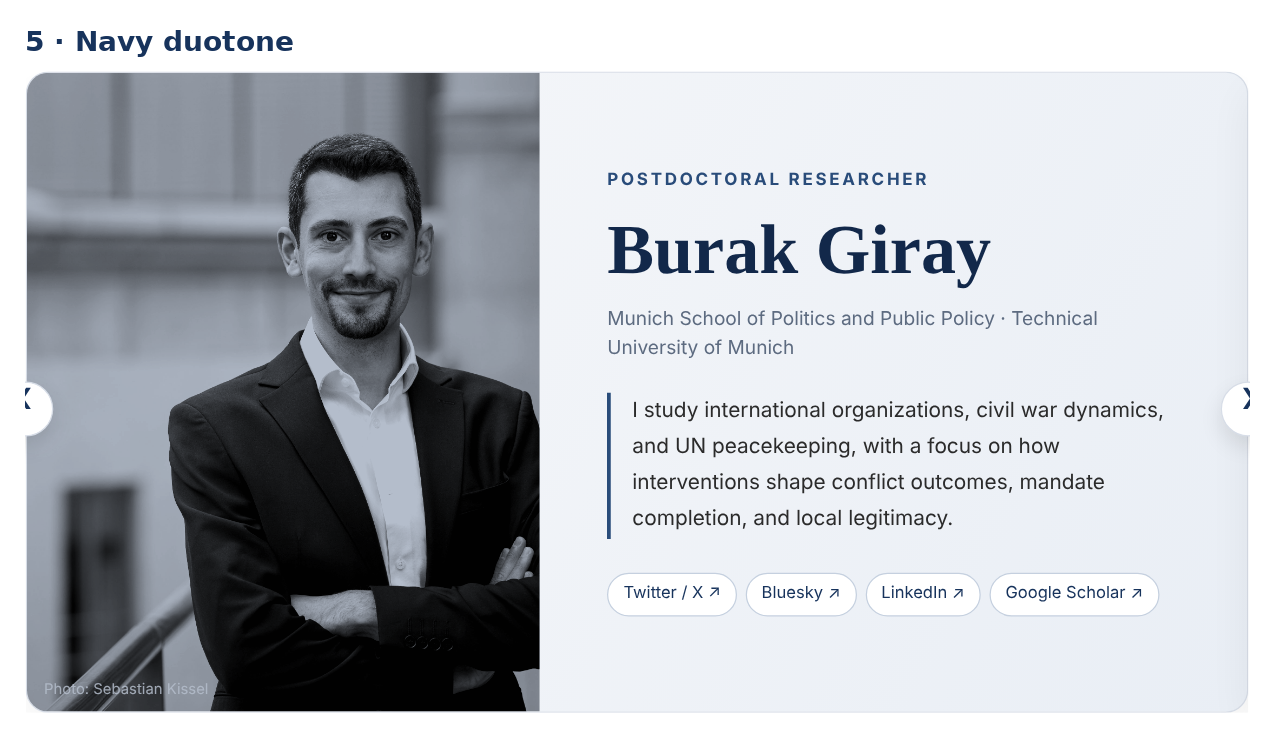 5 · Navy duotone
POSTDOCTORAL RESEARCHER
Burak Giray
Munich School of Politics and Public Policy · Technical
University of Munich
I study international organizations, civil war dynamics,
and UN peacekeeping, with a focus on how
interventions shape conflict outcomes, mandate
completion, and local legitimacy.
Twitter / X ↗ Bluesky ↗ LinkedIn ↗ Google Scholar ↗
Photo: Sebastian Kissel